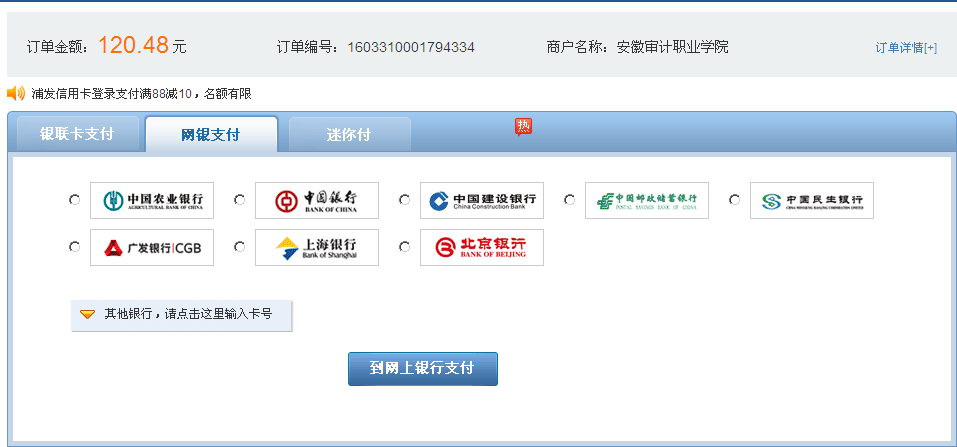 订单金额：120.48 元 订单编号：1603310001794334 商户名称：安徽审计职业学院 订单详情[+]
浦发信用卡登录支付满88减10，名额有限
银联卡支付 网银支付 迷你付 热
中国农业银行 中国银行 中国建设银行 中国邮政储蓄银行 中国民生银行
AGRICULTURAL BANK OF CHINA BANK OF CHINA China Construction Bank POSTAL SAVINGS BANK OF CHINA CHINA MINSHENG BANKING CORP.,LTD.
广发银行|CGB 上海银行 北京银行
Bank of Shanghai BANK OF BEIJING
其他银行，请点击这里输入卡号
到网上银行支付